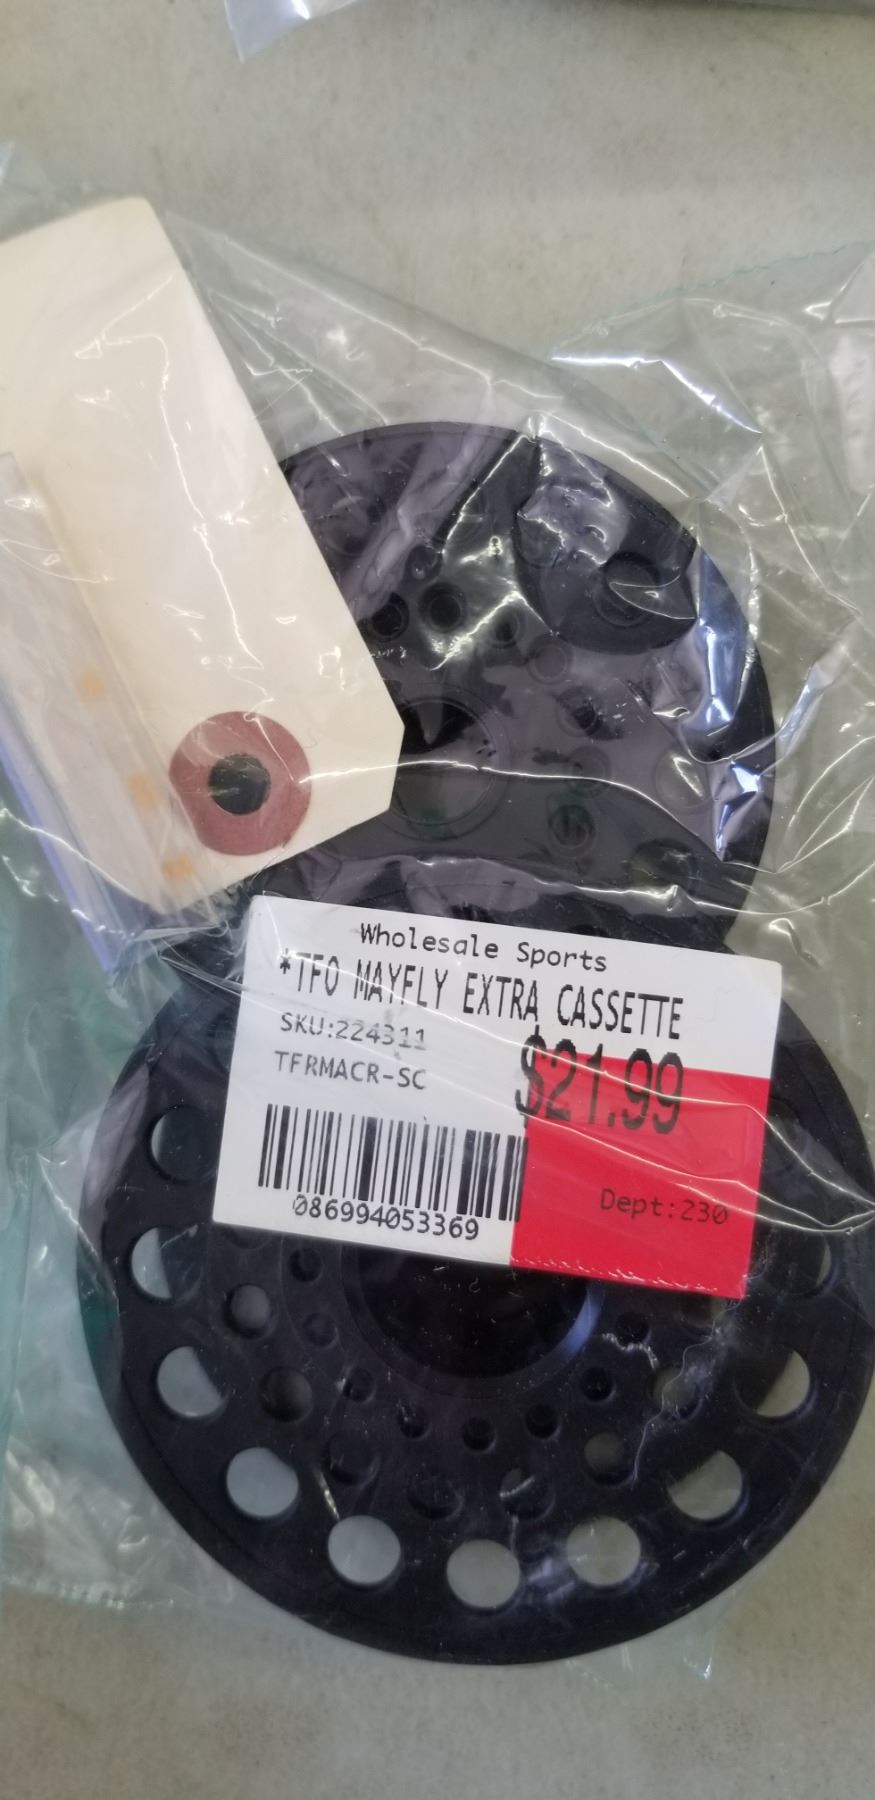 Wholesale Sports
*TFO MAYFLY EXTRA CASSETTE
SKU:224311
$21.99
TFRMACR-SC
086994053369
Dept:230